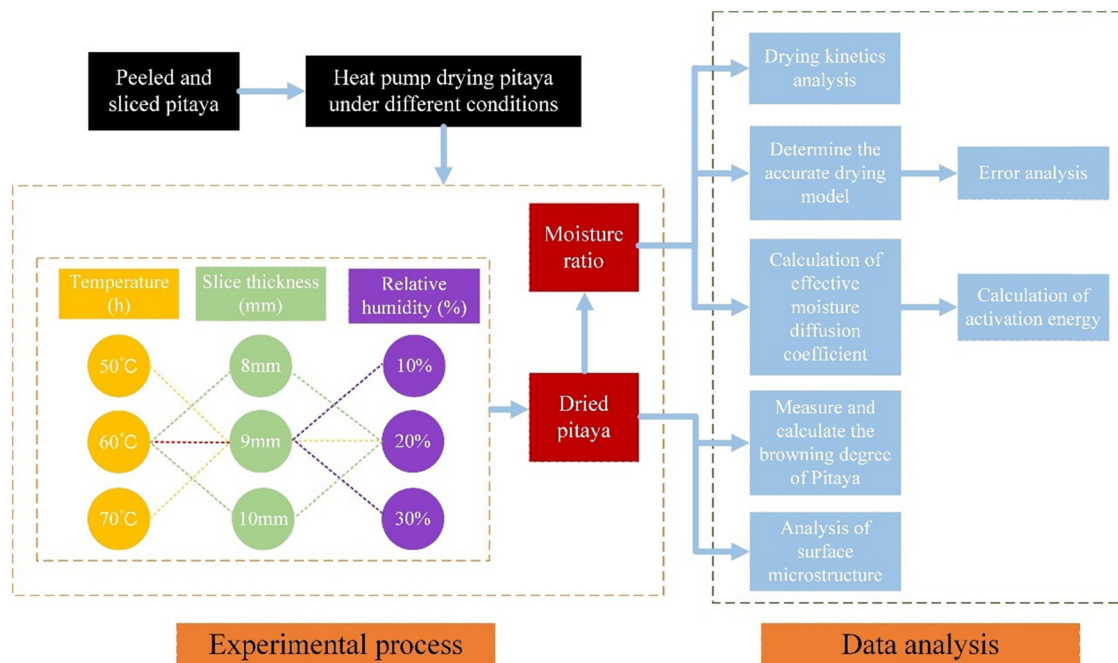 Peeled and
sliced pitaya
Heat pump drying pitaya
under different conditions
Temperature
(h)
Slice thickness
(mm)
Relative
humidity (%)
50℃
8mm
10%
60℃
9mm
20%
70℃
10mm
30%
Moisture
ratio
Dried
pitaya
Experimental process
Drying kinetics
analysis
Determine the
accurate drying
model
Error analysis
Calculation of
effective
moisture
diffusion
coefficient
Calculation of
activation energy
Measure and
calculate the
browning degree
of Pitaya
Analysis of
surface
microstructure
Data analysis